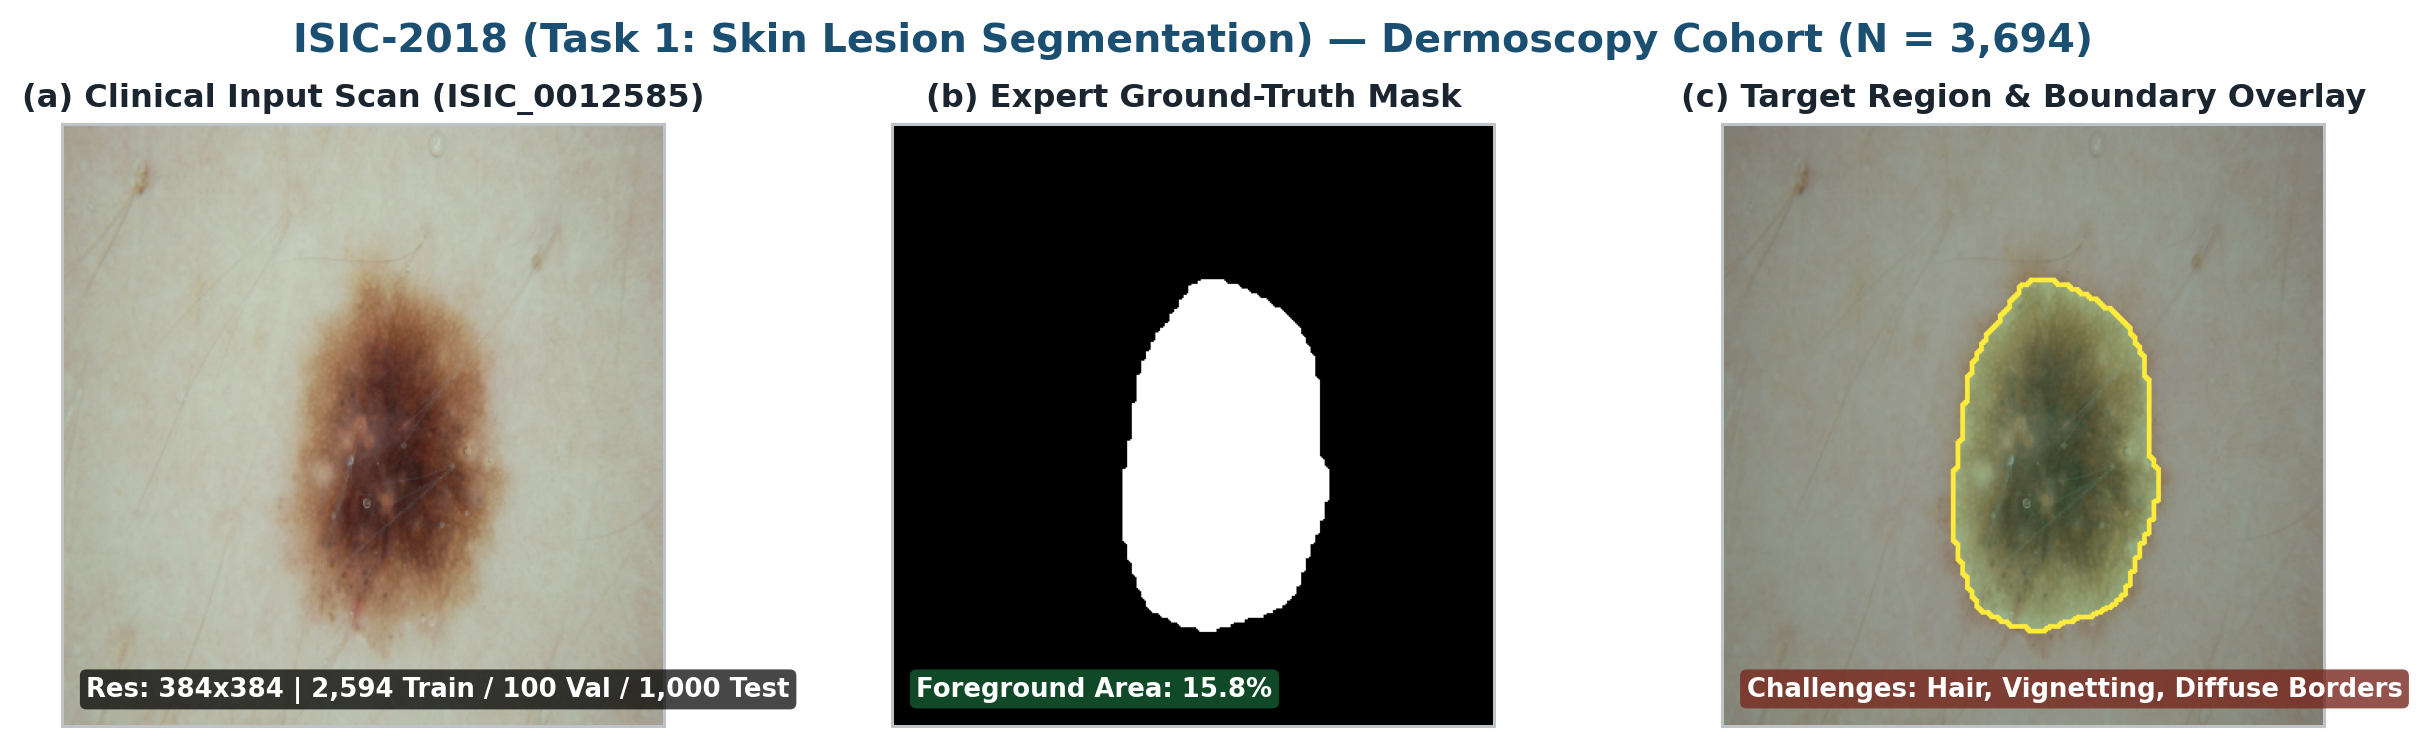 ISIC-2018 (Task 1: Skin Lesion Segmentation) — Dermoscopy Cohort (N = 3,694)
(a) Clinical Input Scan (ISIC_0012585)
(b) Expert Ground-Truth Mask
(c) Target Region & Boundary Overlay
Res: 384x384 | 2,594 Train / 100 Val / 1,000 Test
Foreground Area: 15.8%
Challenges: Hair, Vignetting, Diffuse Borders